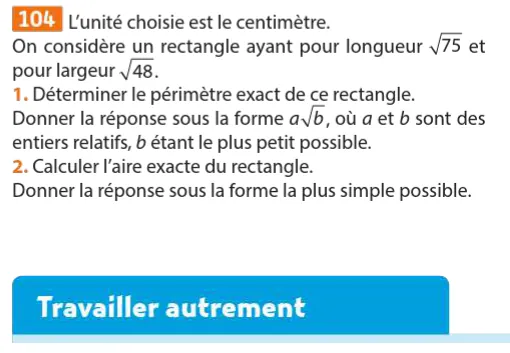 104 L'unité choisie est le centimètre.
On considère un rectangle ayant pour longueur √75 et
pour largeur √48.
1. Déterminer le périmètre exact de ce rectangle.
Donner la réponse sous la forme a√b, où a et b sont des
entiers relatifs, b étant le plus petit possible.
2. Calculer l'aire exacte du rectangle.
Donner la réponse sous la forme la plus simple possible.
Travailler autrement